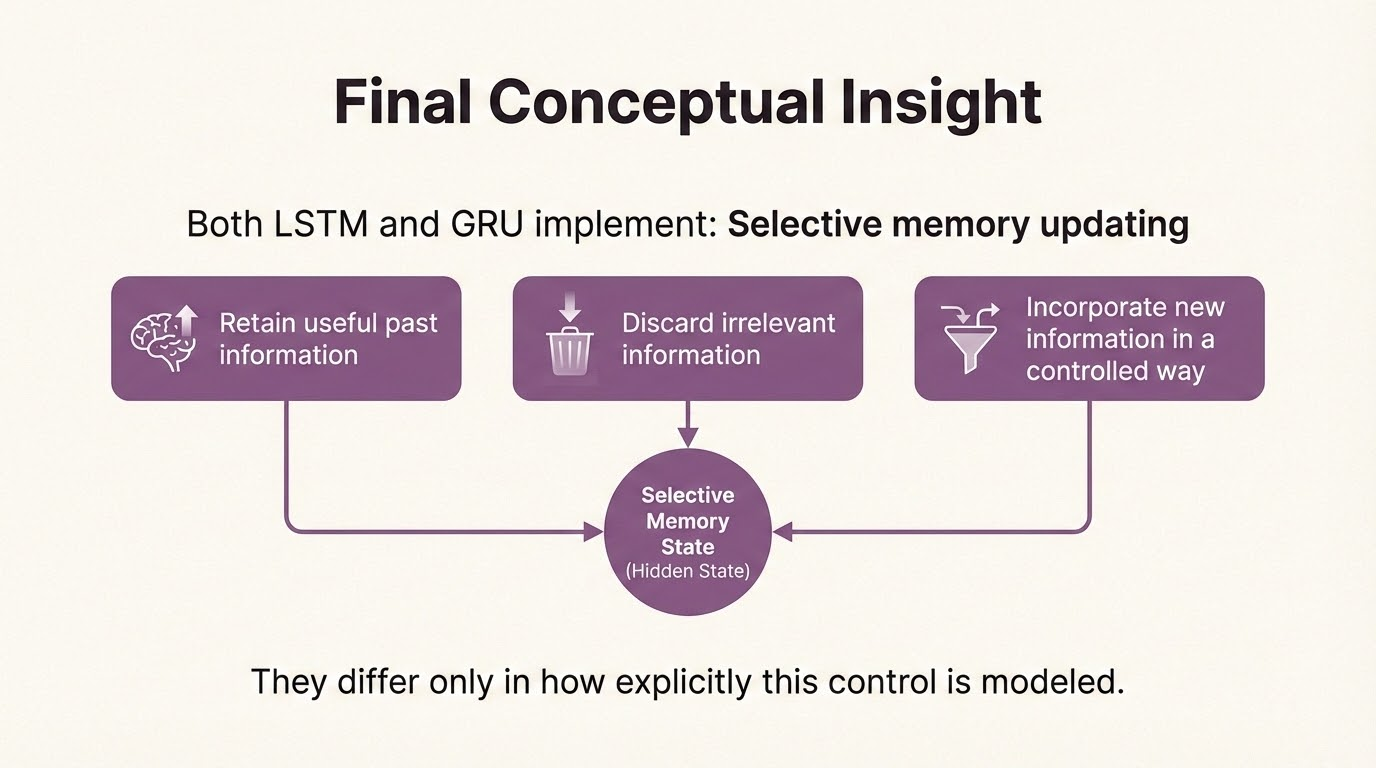 Final Conceptual Insight
Both LSTM and GRU implement: Selective memory updating
Retain useful past
information
Discard irrelevant
information
Incorporate new
information in a
controlled way
Selective
Memory
State
(Hidden State)
They differ only in how explicitly this control is modeled.